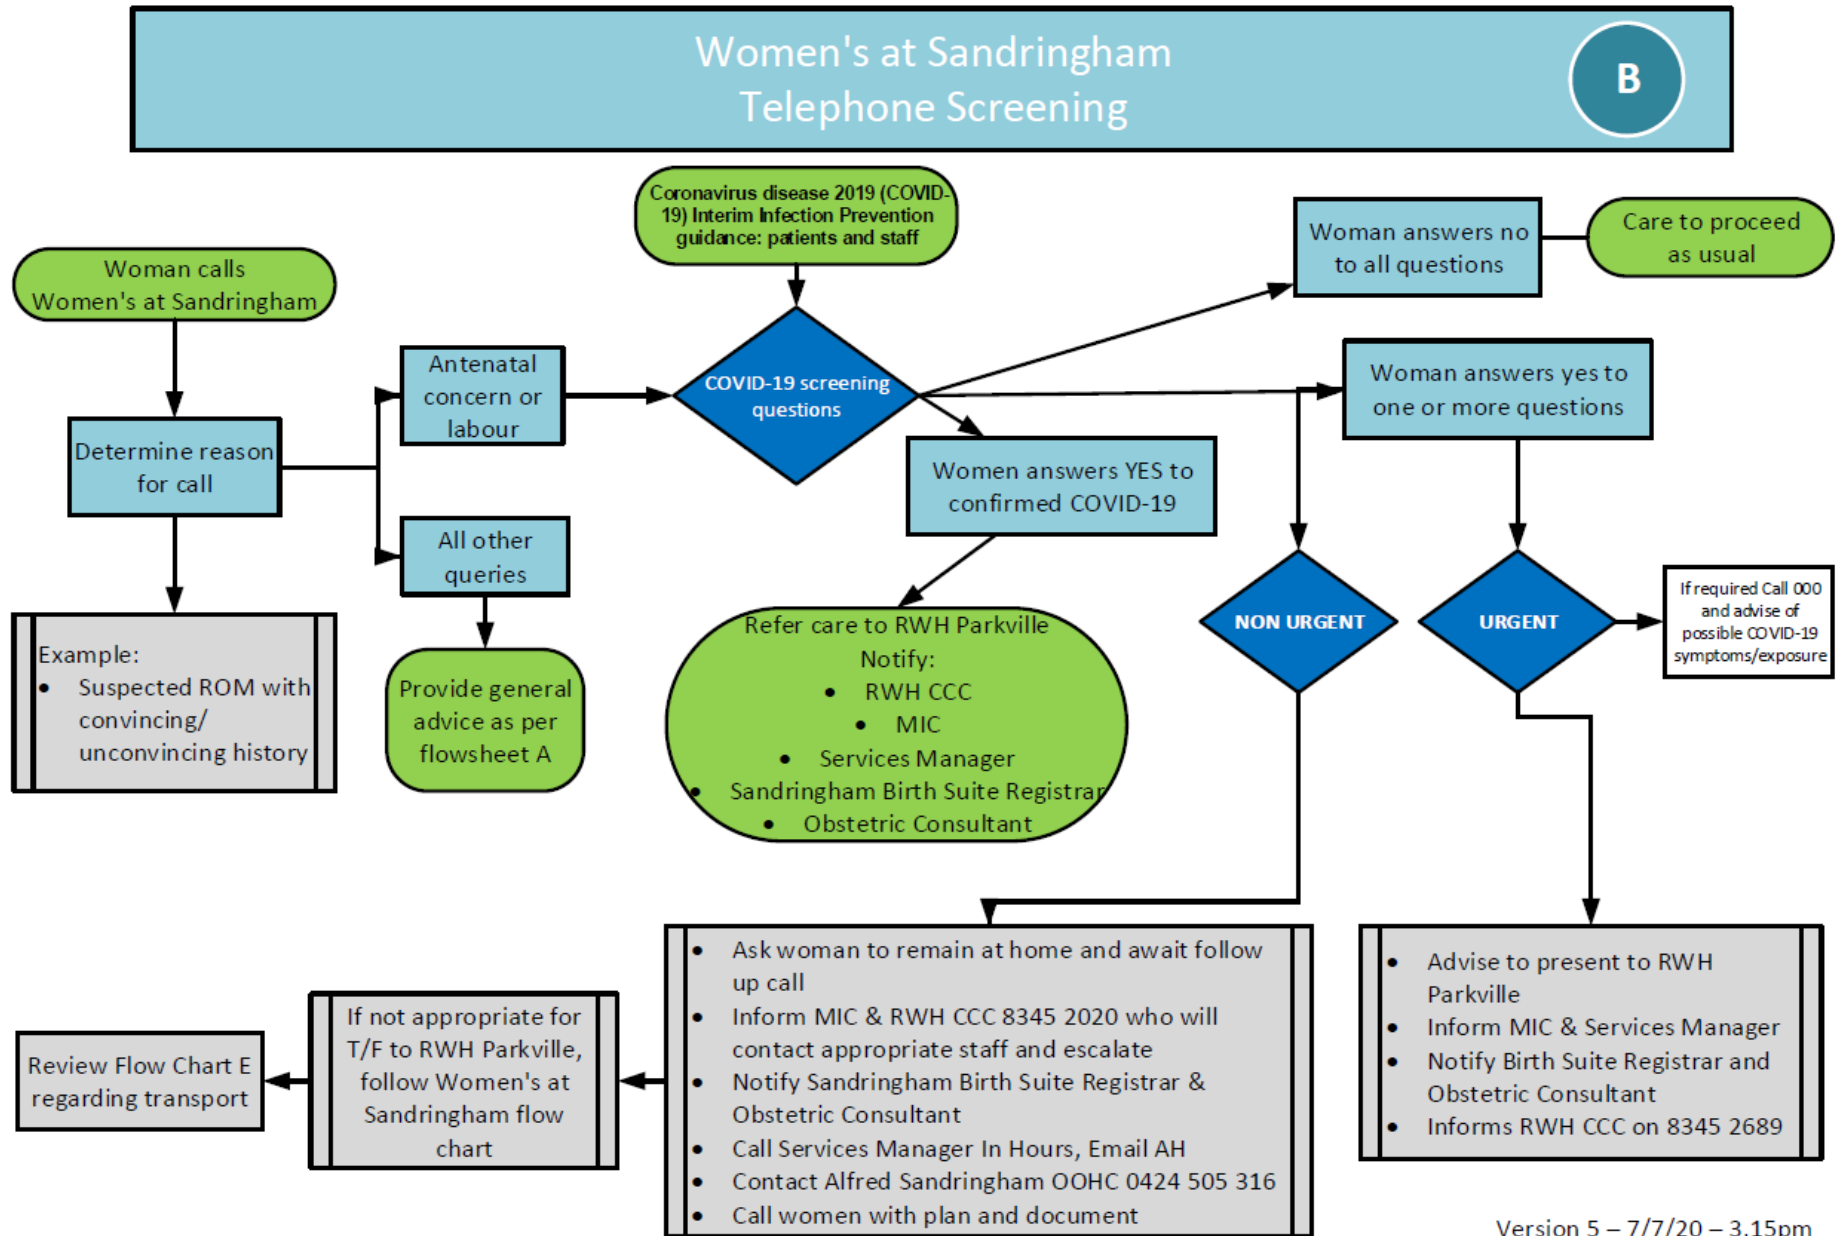 Women's at Sandringham
Telephone Screening
B
Coronavirus disease 2019 (COVID-
19) Interim Infection Prevention
guidance: patients and staff
Woman answers no
to all questions
Care to proceed
as usual
Woman calls
Women's at Sandringham
Antenatal
concern or
labour
COVID-19 screening
questions
Woman answers yes to
one or more questions
Determine reason
for call
Women answers YES to
confirmed COVID-19
All other
queries
NON URGENT
URGENT
If required Call 000
and advise of
possible COVID-19
symptoms/exposure
Example:
• Suspected ROM with
convincing/
unconvincing history
Provide general
advice as per
flowsheet A
Refer care to RWH Parkville
Notify:
• RWH CCC
• MIC
• Services Manager
• Sandringham Birth Suite Registrar
• Obstetric Consultant
Review Flow Chart E
regarding transport
If not appropriate for
T/F to RWH Parkville,
follow Women's at
Sandringham flow
chart
• Ask woman to remain at home and await follow
up call
• Inform MIC & RWH CCC 8345 2020 who will
contact appropriate staff and escalate
• Notify Sandringham Birth Suite Registrar &
Obstetric Consultant
• Call Services Manager In Hours, Email AH
• Contact Alfred Sandringham OOHC 0424 505 316
• Call women with plan and document
• Advise to present to RWH
Parkville
• Inform MIC & Services Manager
• Notify Birth Suite Registrar and
Obstetric Consultant
• Informs RWH CCC on 8345 2689
Version 5 – 7/7/20 – 3.15pm